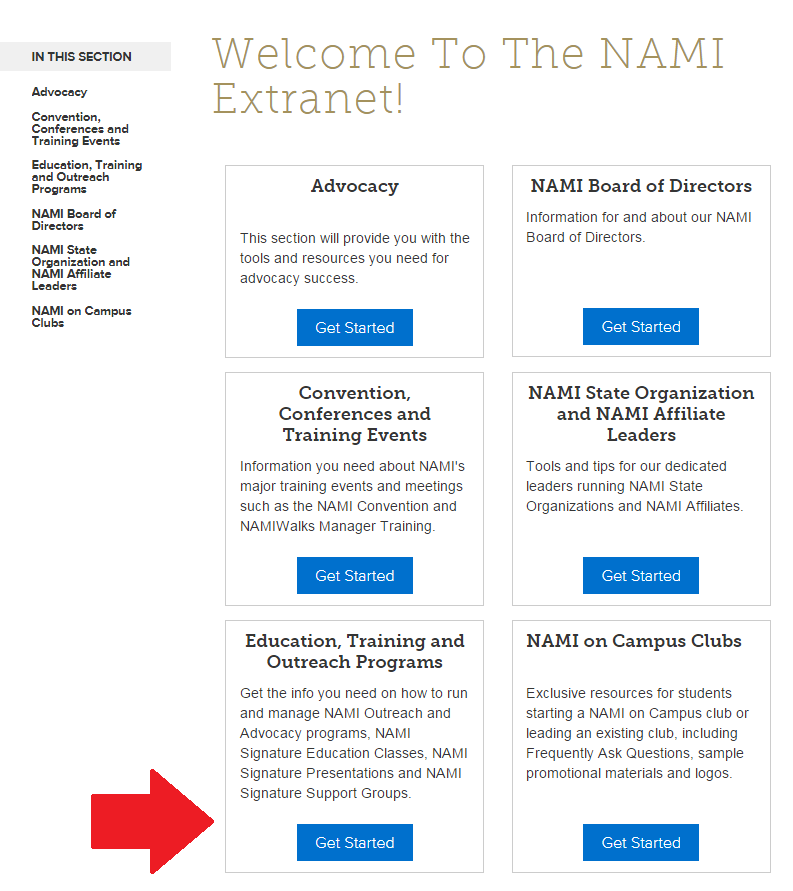 IN THIS SECTION
Advocacy
Convention,
Conferences and
Training Events
Education, Training
and Outreach
Programs
NAMI Board of
Directors
NAMI State
Organization and
NAMI Affiliate
Leaders
NAMI on Campus
Clubs
Welcome To The NAMI
Extranet!
Advocacy
This section will provide you with the
tools and resources you need for
advocacy success.
Get Started
NAMI Board of Directors
Information for and about our NAMI
Board of Directors.
Get Started
Convention,
Conferences and
Training Events
Information you need about NAMI's
major training events and meetings
such as the NAMI Convention and
NAMIWalks Manager Training.
Get Started
NAMI State Organization
and NAMI Affiliate
Leaders
Tools and tips for our dedicated
leaders running NAMI State
Organizations and NAMI Affiliates.
Get Started
Education, Training and
Outreach Programs
Get the info you need on how to run
and manage NAMI Outreach and
Advocacy programs, NAMI
Signature Education Classes, NAMI
Signature Presentations and NAMI
Signature Support Groups.
Get Started
NAMI on Campus Clubs
Exclusive resources for students
starting a NAMI on Campus club or
leading an existing club, including
Frequently Ask Questions, sample
promotional materials and logos.
Get Started